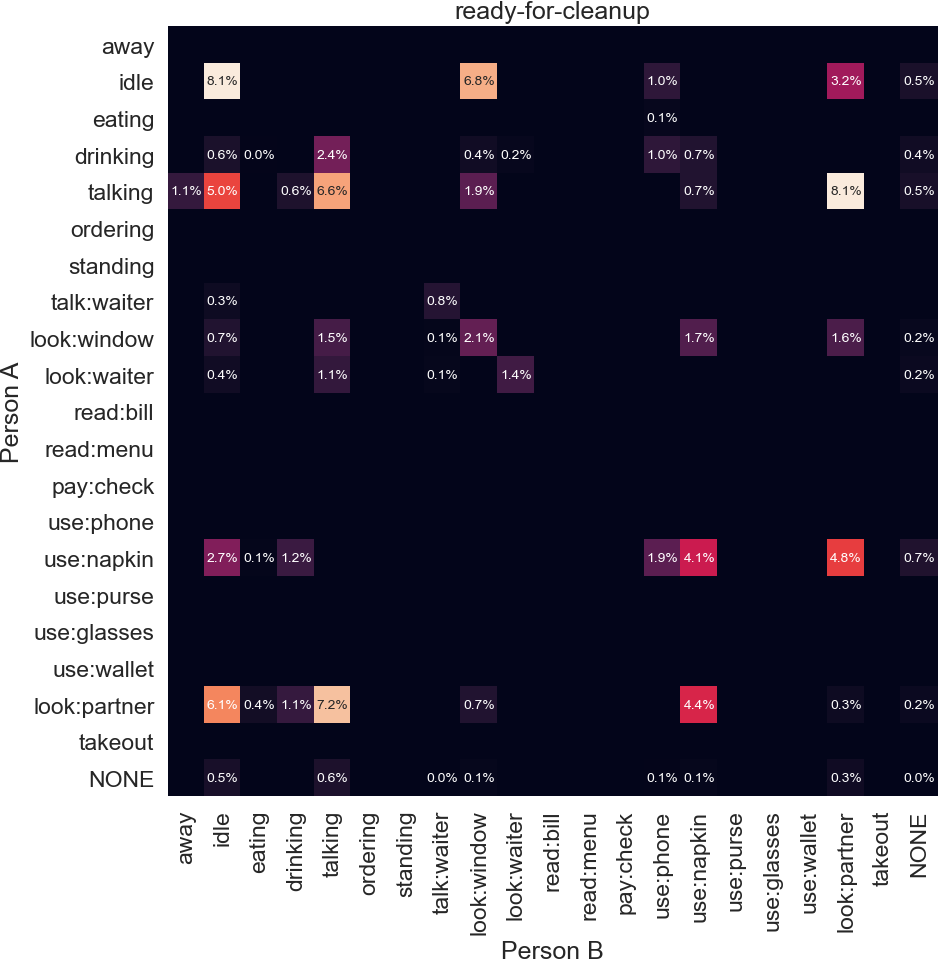 ready-for-cleanup
away
idle 8.1% 6.8% 1.0% 3.2% 0.5%
eating 0.1%
drinking 0.6% 0.0% 2.4% 0.4% 0.2% 1.0% 0.7% 0.4%
talking 1.1% 5.0% 0.6% 6.6% 1.9% 0.7% 8.1% 0.5%
ordering
standing
talk:waiter 0.3% 0.8%
look:window 0.7% 1.5% 0.1% 2.1% 1.7% 1.6% 0.2%
look:waiter 0.4% 1.1% 0.1% 1.4% 0.2%
Person A
read:bill
read:menu
pay:check
use:phone
use:napkin 2.7% 0.1% 1.2% 1.9% 4.1% 4.8% 0.7%
use:purse
use:glasses
use:wallet
look:partner 6.1% 0.4% 1.1% 7.2% 0.7% 4.4% 0.3% 0.2%
takeout
NONE 0.5% 0.6% 0.0% 0.1% 0.1% 0.1% 0.3% 0.0%
away idle eating drinking talking ordering standing talk:waiter look:window look:waiter read:bill read:menu pay:check use:phone use:napkin use:purse use:glasses use:wallet look:partner takeout NONE
Person B